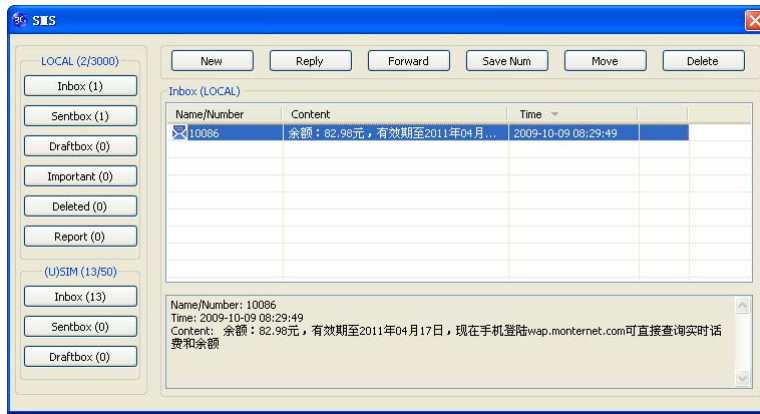 SMS
LOCAL (2/3000)
Inbox (1)
Sentbox (1)
Draftbox (0)
Important (0)
Deleted (0)
Report (0)
(U)SIM (13/50)
Inbox (13)
Sentbox (0)
Draftbox (0)
New Reply Forward Save Num Move Delete
Inbox (LOCAL)
Name/Number Content Time
10086 余额：82.98元，有效期至2011年04月... 2009-10-09 08:29:49
Name/Number: 10086
Time: 2009-10-09 08:29:49
Content: 余额：82.98元，有效期至2011年04月17日，现在手机登陆wap.monternet.com可直接查询实时话
费和余额